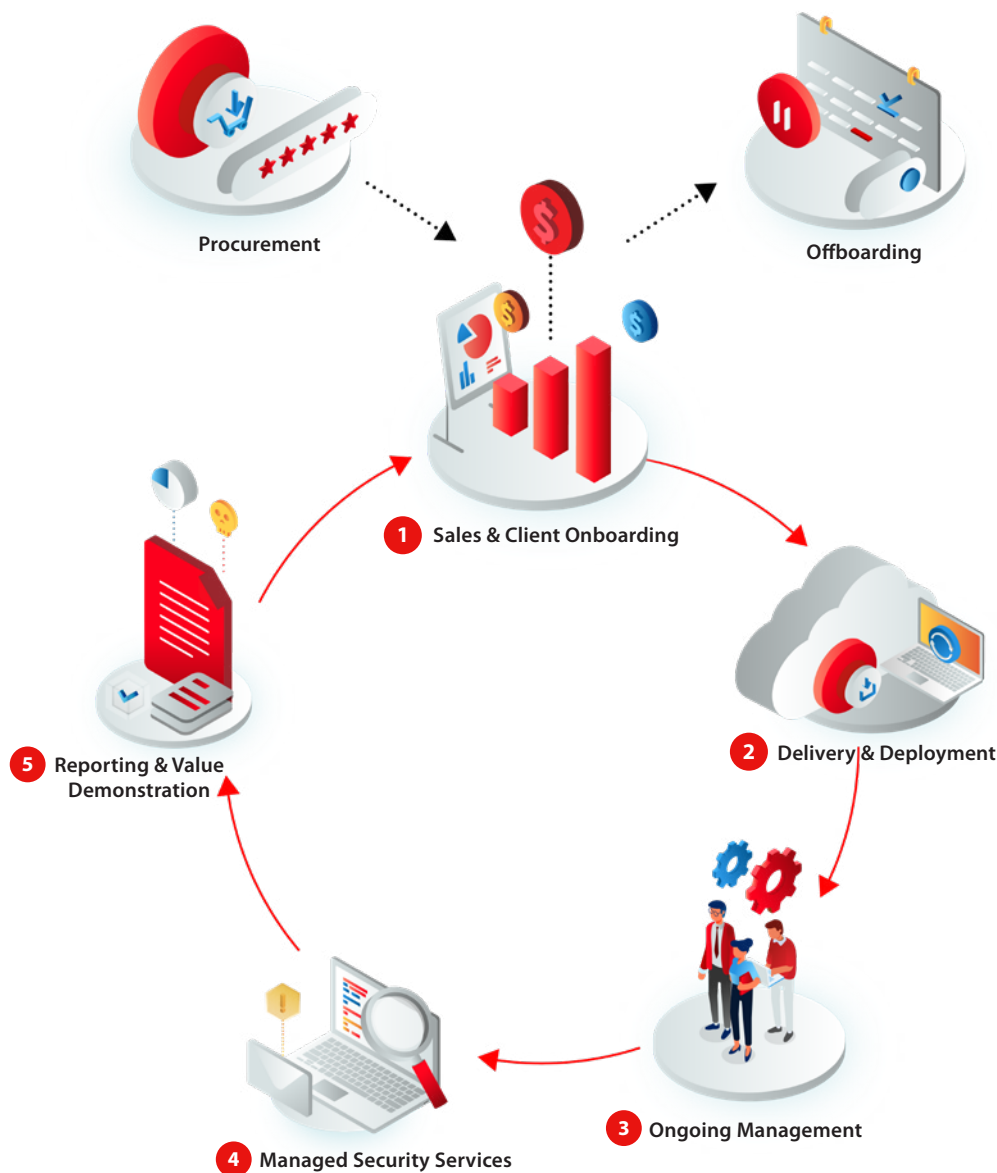 Procurement
Offboarding
1 Sales & Client Onboarding
2 Delivery & Deployment
3 Ongoing Management
4 Managed Security Services
5 Reporting & Value
Demonstration
$
$
$